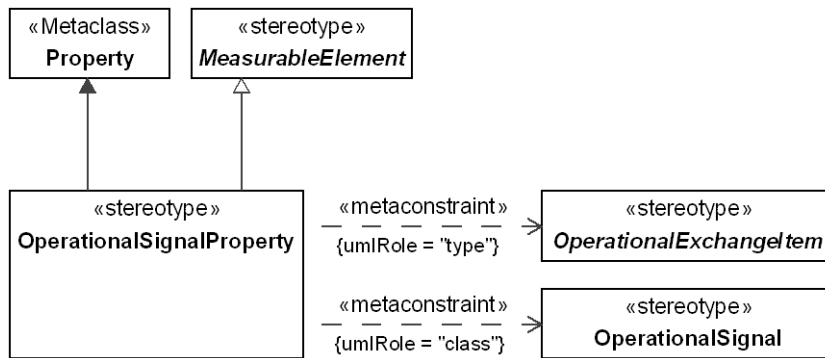 «Metaclass»
Property
«stereotype»
MeasurableElement
«stereotype»
OperationalSignalProperty
«metaconstraint»
{umlRole = "type"}
«stereotype»
OperationalExchangeItem
«metaconstraint»
{umlRole = "class"}
«stereotype»
OperationalSignal